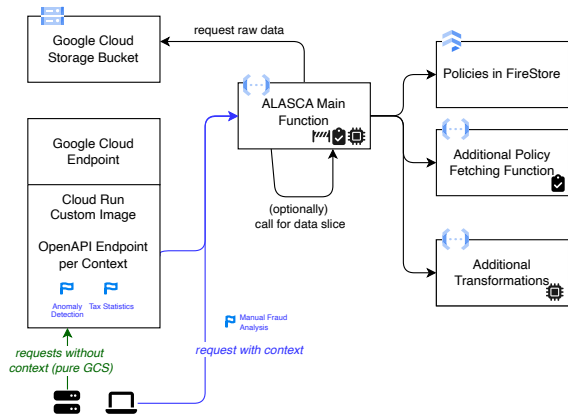 request raw data
Google Cloud
Storage Bucket
Policies in FireStore
ALASCA Main
Function
Google Cloud
Endpoint
Additional Policy
Fetching Function
Cloud Run
Custom Image
(optionally)
call for data slice
OpenAPI Endpoint
per Context
Additional
Transformations
Anomaly
Detection
Tax Statistics
Manual Fraud
Analysis
requests without
context (pure GCS)
request with context